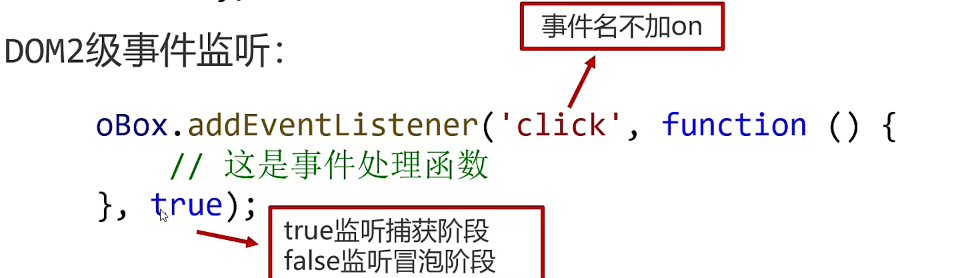 事件名不加on
DOM2级事件监听：
oBox.addEventListener('click', function () {
// 这是事件处理函数
}, true);
true监听捕获阶段
false监听冒泡阶段